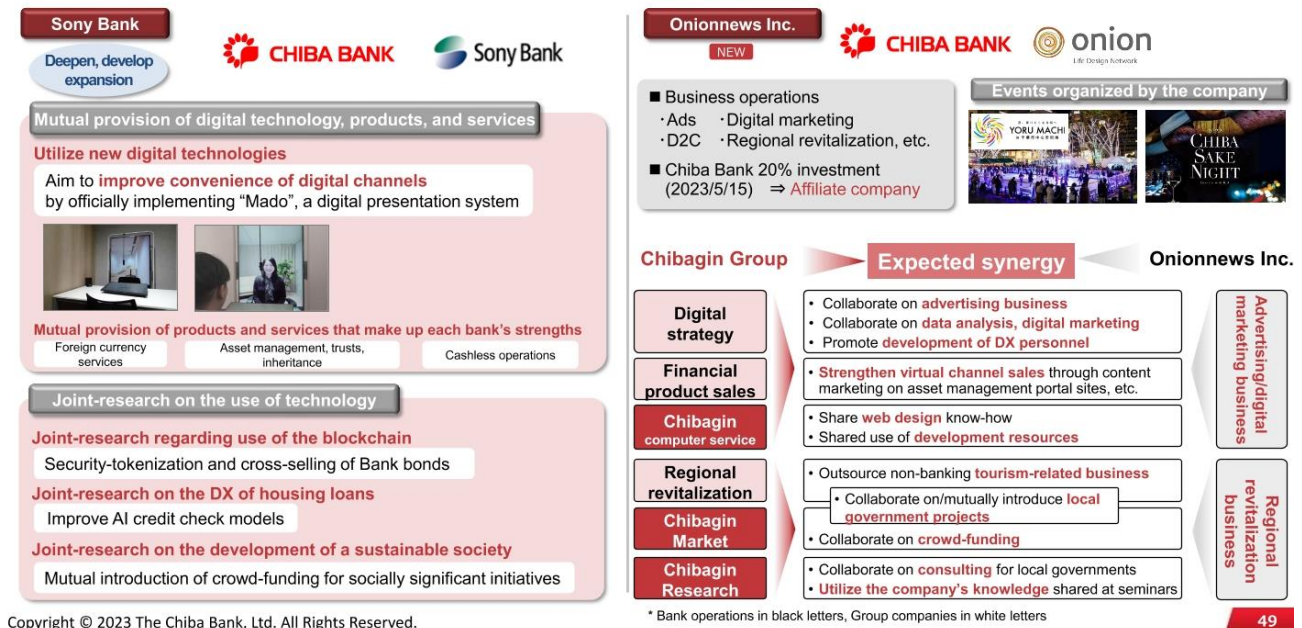 Sony Bank
Deepen, develop
expansion
CHIBA BANK
Sony Bank
Mutual provision of digital technology, products, and services
Utilize new digital technologies
Aim to improve convenience of digital channels
by officially implementing “Mado”, a digital presentation system
Mutual provision of products and services that make up each bank’s strengths
Foreign currency
services
Asset management, trusts,
inheritance
Cashless operations
Joint-research on the use of technology
Joint-research regarding use of the blockchain
Security-tokenization and cross-selling of Bank bonds
Joint-research on the DX of housing loans
Improve AI credit check models
Joint-research on the development of a sustainable society
Mutual introduction of crowd-funding for socially significant initiatives
Copyright © 2023 The Chiba Bank, Ltd. All Rights Reserved.
Onionnews Inc.
NEW
CHIBA BANK
onion
Life Design Network
■ Business operations
・Ads ・Digital marketing
・D2C ・Regional revitalization, etc.
■ Chiba Bank 20% investment
(2023/5/15) ⇒ Affiliate company
Events organized by the company
YORU MACHI
CHIBA
SAKE
NIGHT
Chibagin Group
Expected synergy
Onionnews Inc.
Digital
strategy
• Collaborate on advertising business
• Collaborate on data analysis, digital marketing
• Promote development of DX personnel
Financial
product sales
• Strengthen virtual channel sales through content
marketing on asset management portal sites, etc.
Chibagin
computer service
• Share web design know-how
• Shared use of development resources
Advertising/digital
marketing business
Regional
revitalization
• Outsource non-banking tourism-related business
• Collaborate on/mutually introduce local
government projects
Chibagin
Market
• Collaborate on crowd-funding
Chibagin
Research
• Collaborate on consulting for local governments
• Utilize the company’s knowledge shared at seminars
Regional
revitalization
business
* Bank operations in black letters, Group companies in white letters
49